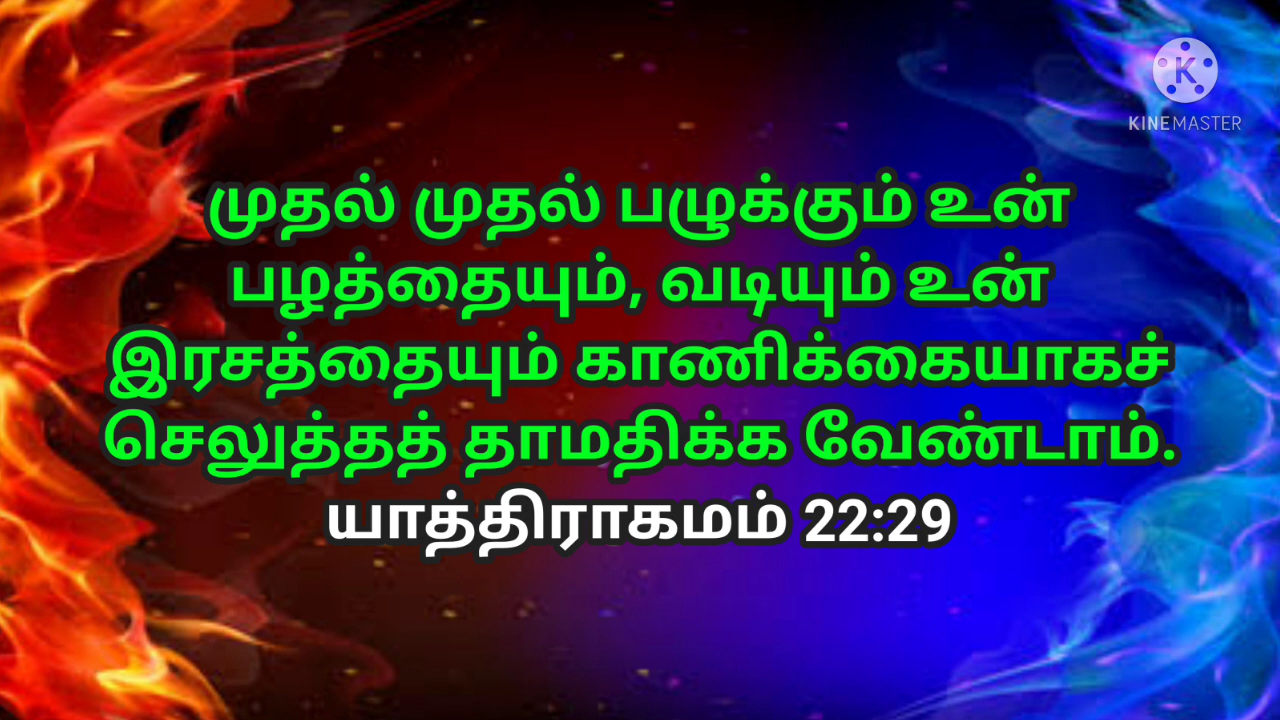 K
KINEMASTER
முதல் முதல் பழுக்கும் உன்
பழத்தையும், வடியும் உன்
இரசத்தையும் காணிக்கையாகச்
செலுத்தத் தாமதிக்க வேண்டாம்.
யாத்திராகமம் 22:29